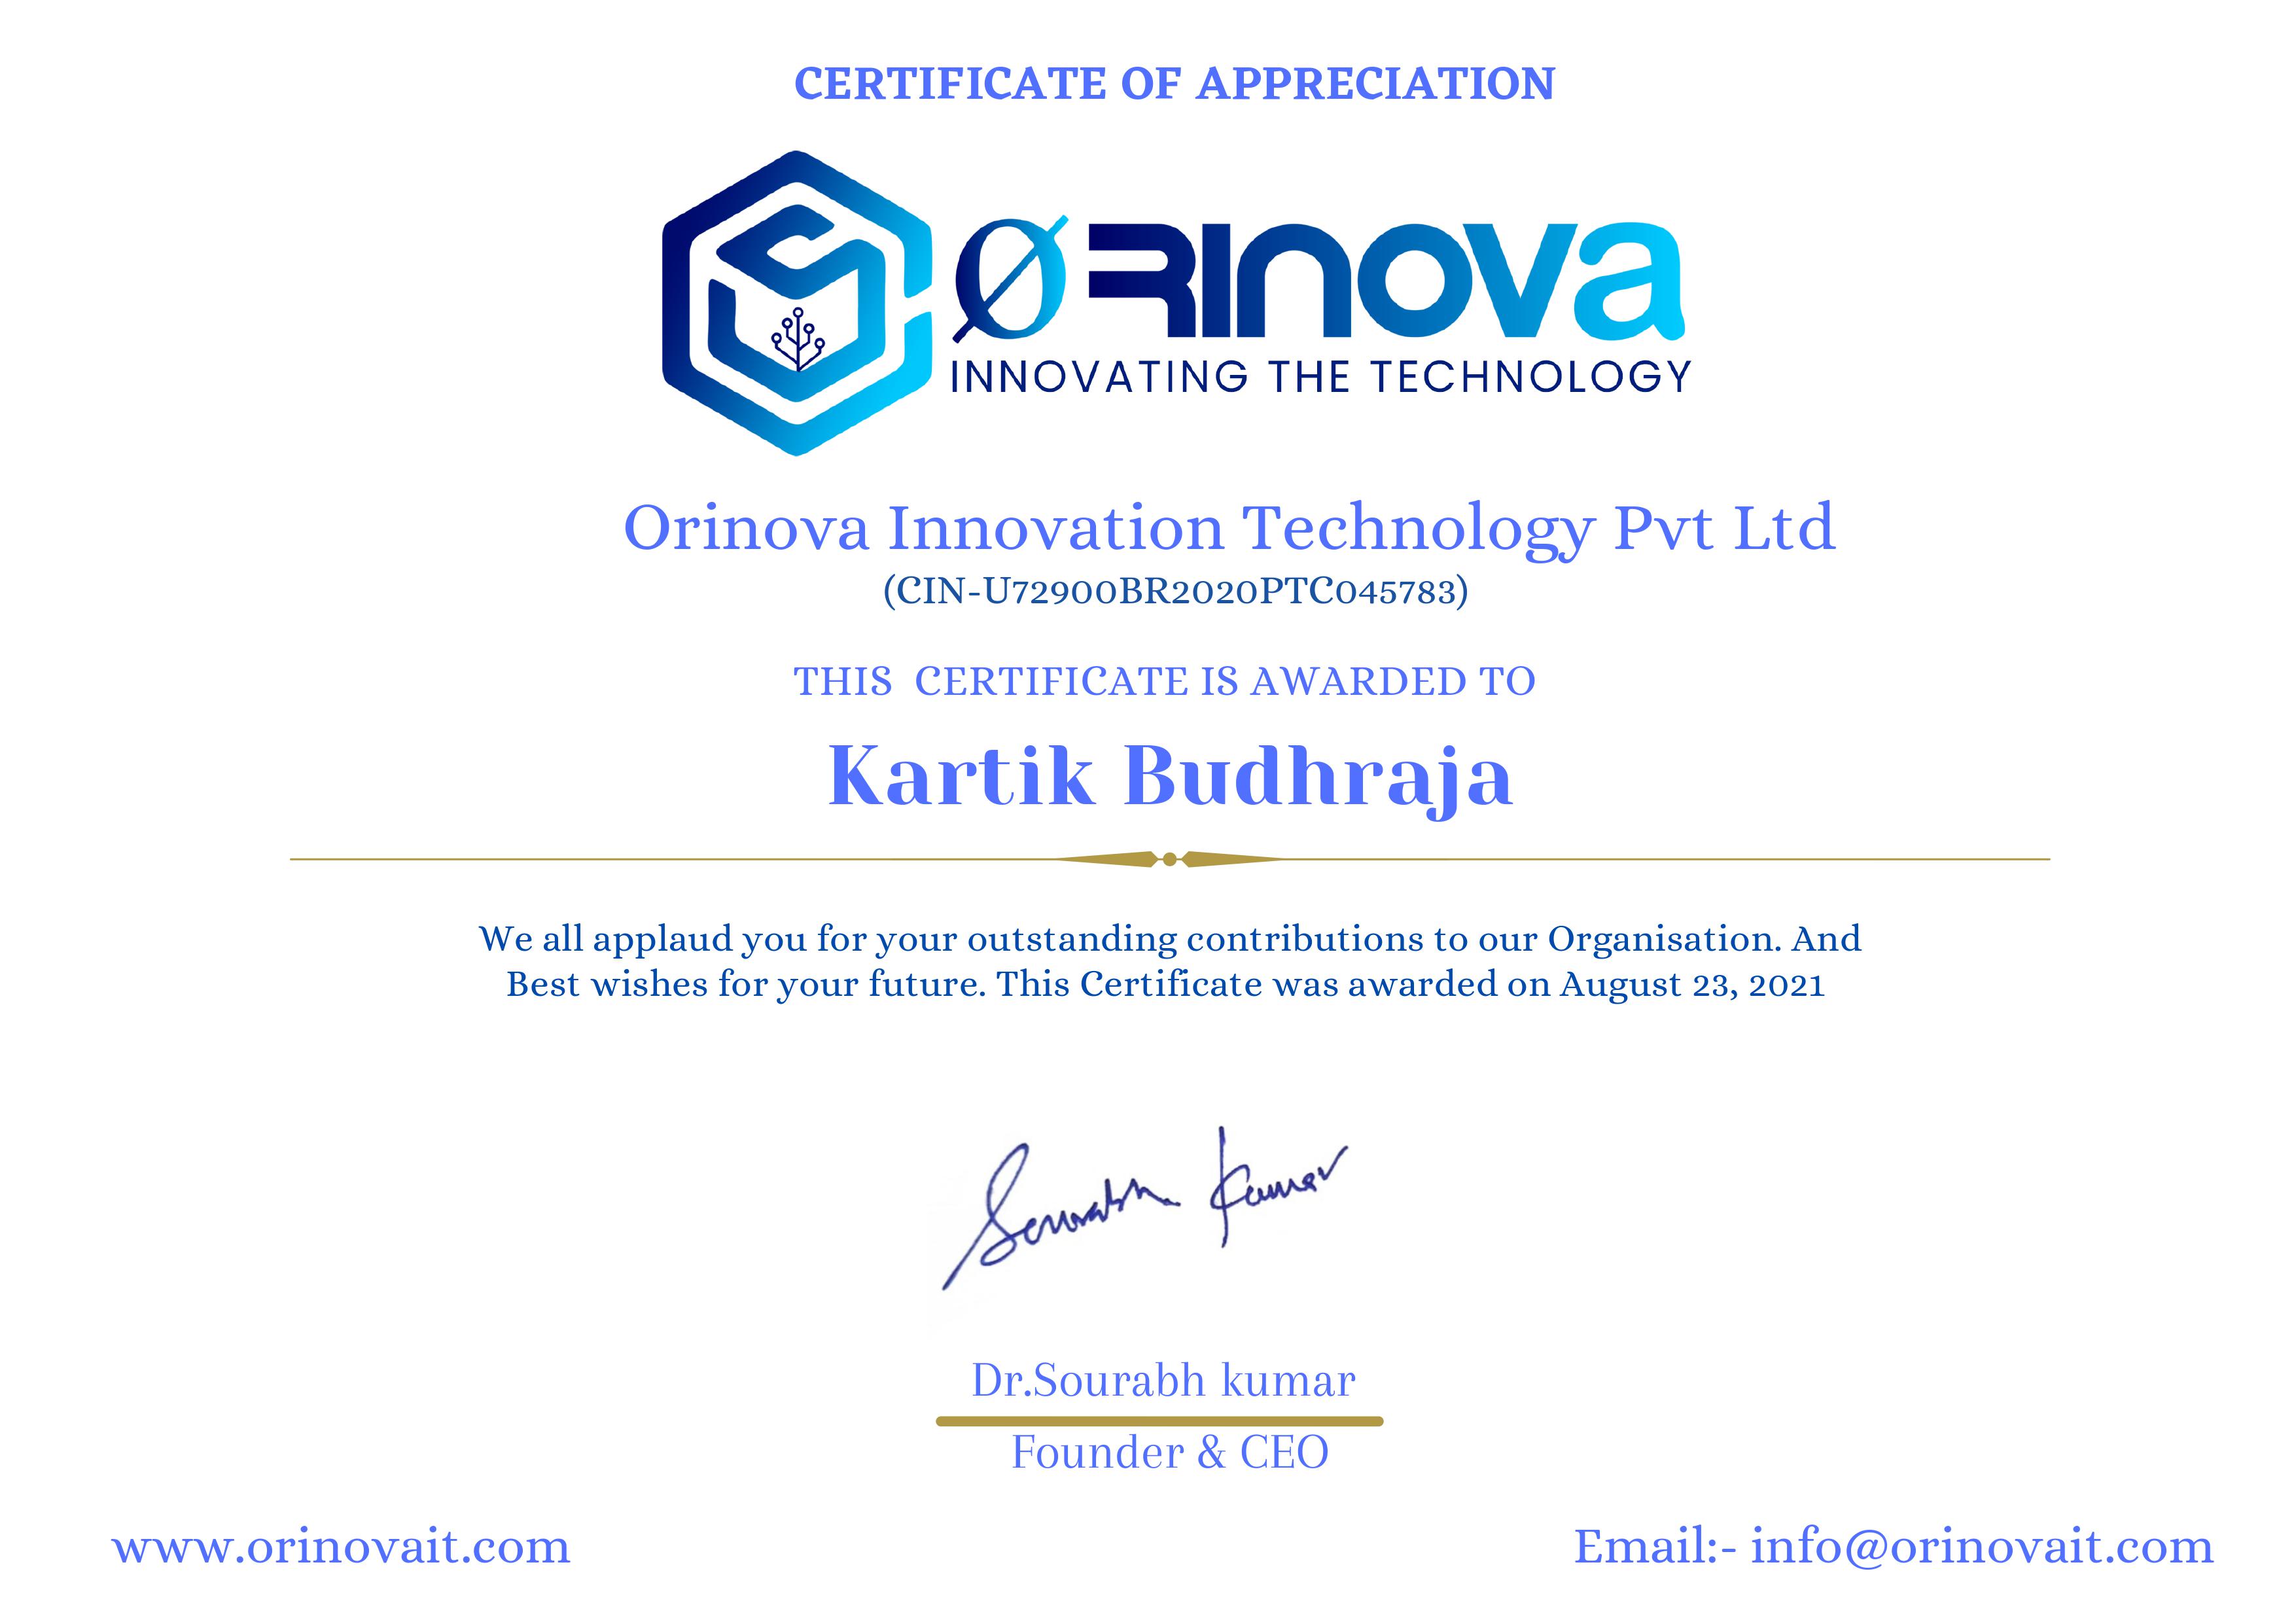 CERTIFICATE OF APPRECIATION
ØRINOVA
INNOVATING THE TECHNOLOGY
Orinova Innovation Technology Pvt Ltd
(CIN-U72900BR2020PTC045783)
THIS CERTIFICATE IS AWARDED TO
Kartik Budhraja
We all applaud you for your outstanding contributions to our Organisation. And
Best wishes for your future. This Certificate was awarded on August 23, 2021
Sourabh Kumar
Dr.Sourabh kumar
Founder & CEO
www.orinovait.com
Email:- info@orinovait.com